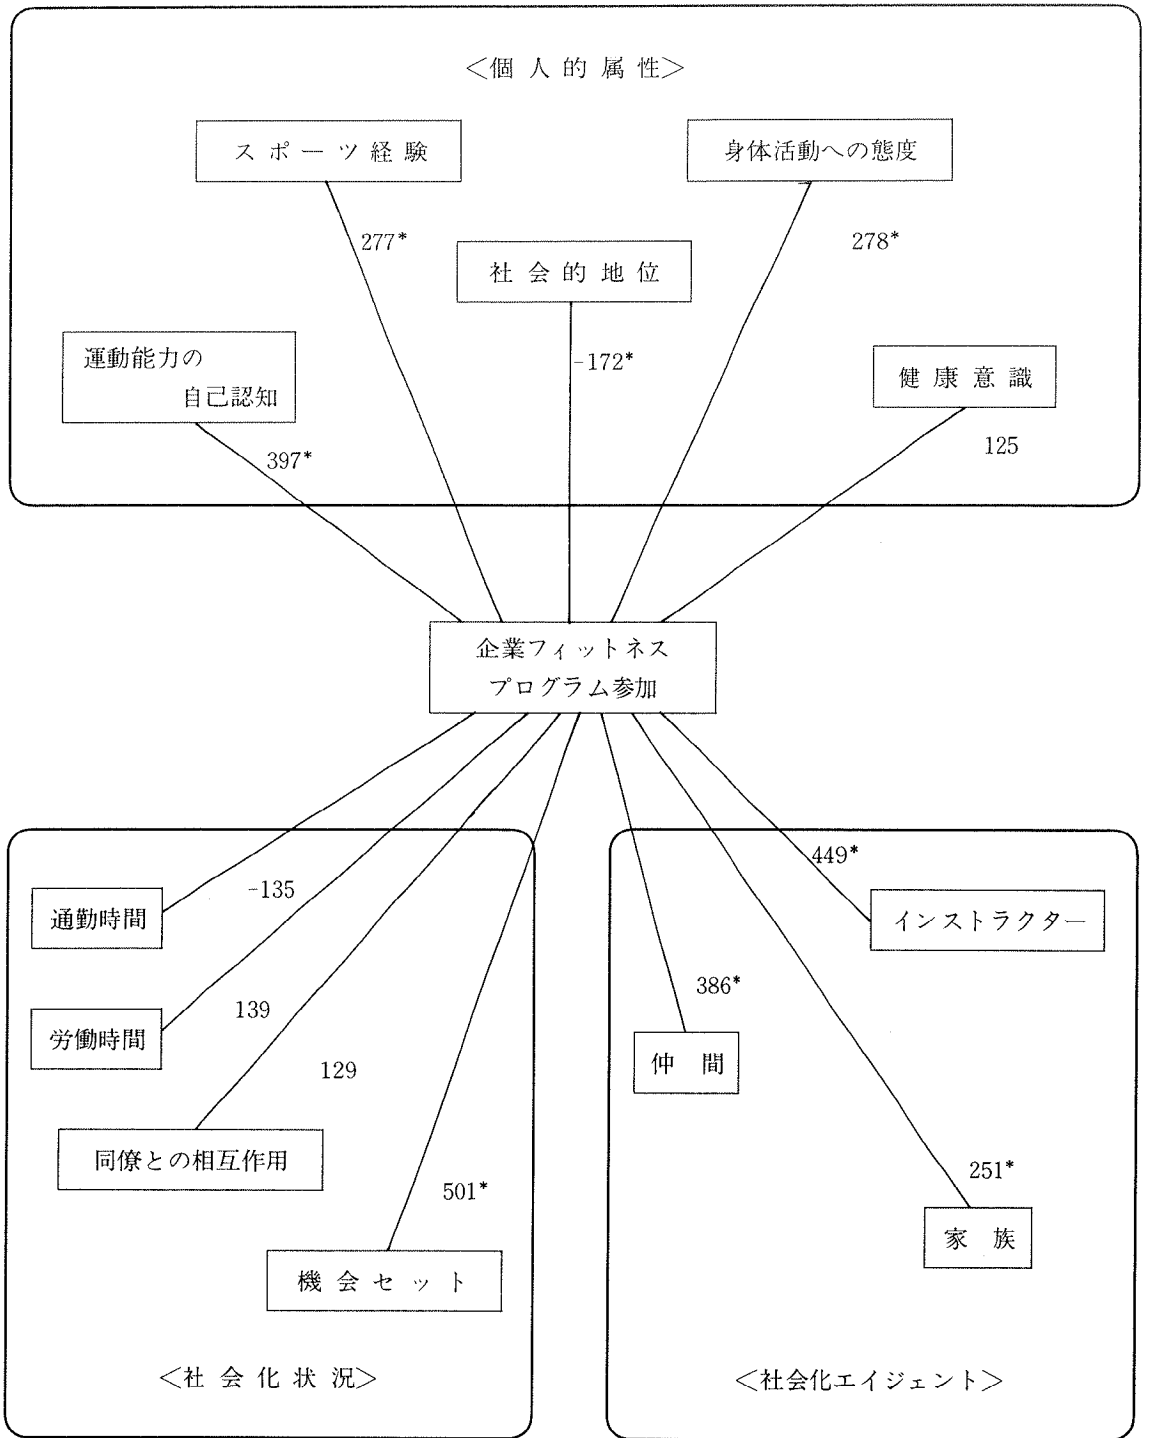 ＜個人的属性＞
スポーツ経験
身体活動への態度
277*
278*
社会的地位
運動能力の
自己認知
-172*
健康意識
397*
125
企業フィットネス
プログラム参加
449*
-135
通勤時間
インストラクター
386*
139
労働時間
仲間
129
同僚との相互作用
251*
501*
家族
機会セット
＜社会化状況＞
＜社会化エイジェント＞